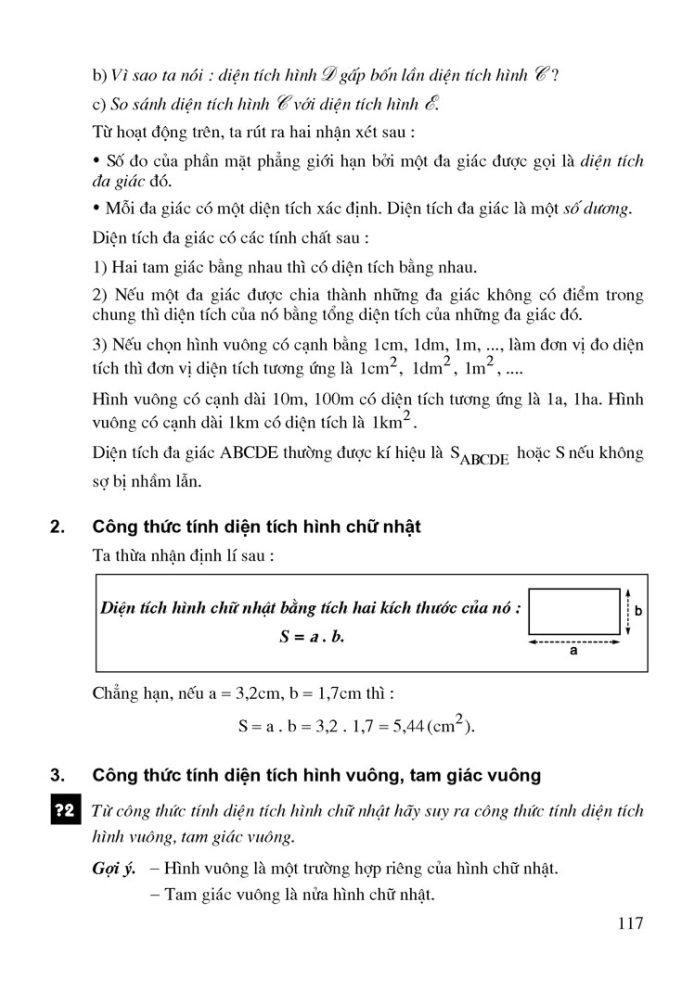 b) Vì sao ta nói : diện tích hình 𝒟 gấp bốn lần diện tích hình 𝒞 ?
c) So sánh diện tích hình 𝒞 với diện tích hình ℰ.
Từ hoạt động trên, ta rút ra hai nhận xét sau :
• Số đo của phần mặt phẳng giới hạn bởi một đa giác được gọi là diện tích
đa giác đó.
• Mỗi đa giác có một diện tích xác định. Diện tích đa giác là một số dương.
Diện tích đa giác có các tính chất sau :
1) Hai tam giác bằng nhau thì có diện tích bằng nhau.
2) Nếu một đa giác được chia thành những đa giác không có điểm trong
chung thì diện tích của nó bằng tổng diện tích của những đa giác đó.
3) Nếu chọn hình vuông có cạnh bằng 1cm, 1dm, 1m, ..., làm đơn vị đo diện
tích thì đơn vị diện tích tương ứng là 1cm², 1dm², 1m², ....
Hình vuông có cạnh dài 10m, 100m có diện tích tương ứng là 1a, 1ha. Hình
vuông có cạnh dài 1km có diện tích là 1km².
Diện tích đa giác ABCDE thường được kí hiệu là S_ABCDE hoặc S nếu không
sợ bị nhầm lẫn.
2. Công thức tính diện tích hình chữ nhật
Ta thừa nhận định lí sau :
Diện tích hình chữ nhật bằng tích hai kích thước của nó :
S = a . b.
b
a
Chẳng hạn, nếu a = 3,2cm, b = 1,7cm thì :
S = a . b = 3,2 . 1,7 = 5,44 (cm²).
3. Công thức tính diện tích hình vuông, tam giác vuông
?2 Từ công thức tính diện tích hình chữ nhật hãy suy ra công thức tính diện tích
hình vuông, tam giác vuông.
Gợi ý. – Hình vuông là một trường hợp riêng của hình chữ nhật.
– Tam giác vuông là nửa hình chữ nhật.
117